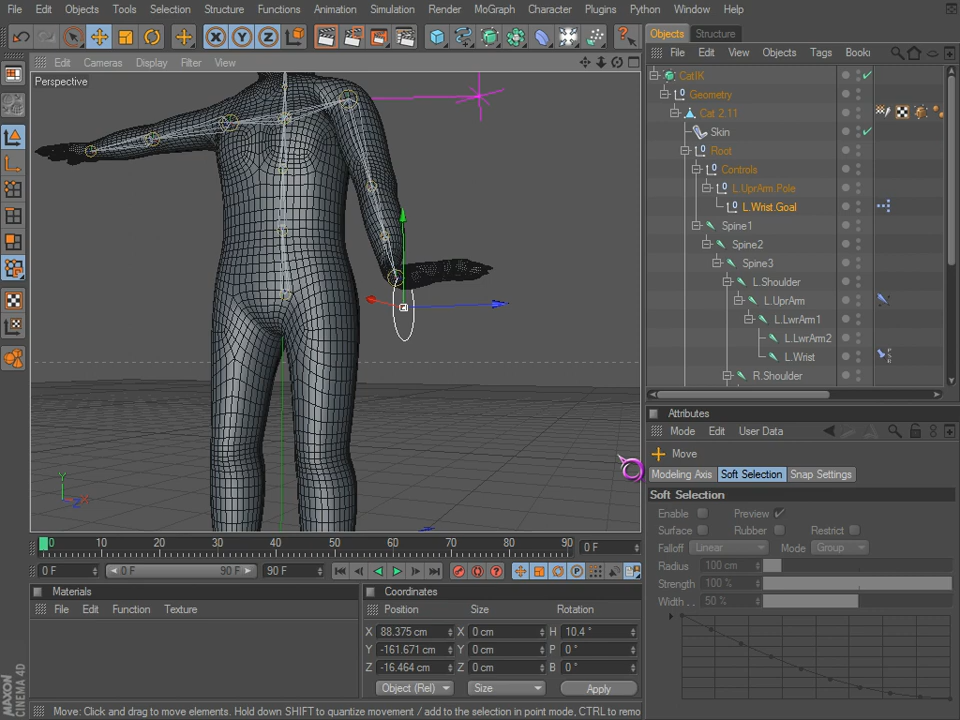 File Edit Objects Tools Selection Structure Functions Animation Simulation Render MoGraph Character Plugins Python Window Help
Objects Structure
File Edit View Objects Tags Booki
Edit Cameras Display Filter View
Perspective
CatIK
Geometry
Cat 2.11
Skin
Root
Controls
L.UprArm.Pole
L.Wrist.Goal
Spine1
Spine2
Spine3
L.Shoulder
L.UprArm
L.LwrArm1
L.LwrArm2
L.Wrist
R.Shoulder
Attributes
Mode Edit User Data
Move
Modeling Axis Soft Selection Snap Settings
Soft Selection
Enable Preview
Surface Rubber Restrict
Falloff Linear Mode Group
Radius 100 cm
Strength 100 %
Width . . 50 %
Y
Z X
0 10 20 30 40 50 60 70 80 90 0 F
0 F 0 F 90 F 90 F
Materials
File Edit Function Texture
Coordinates
Position Size Rotation
X 88.375 cm X 0 cm H 10.4 °
Y -161.671 cm Y 0 cm P 0 °
Z -16.464 cm Z 0 cm B 0 °
Object (Rel) Size Apply
MAXON
CINEMA 4D
Move: Click and drag to move elements. Hold down SHIFT to quantize movement / add to the selection in point mode, CTRL to remo